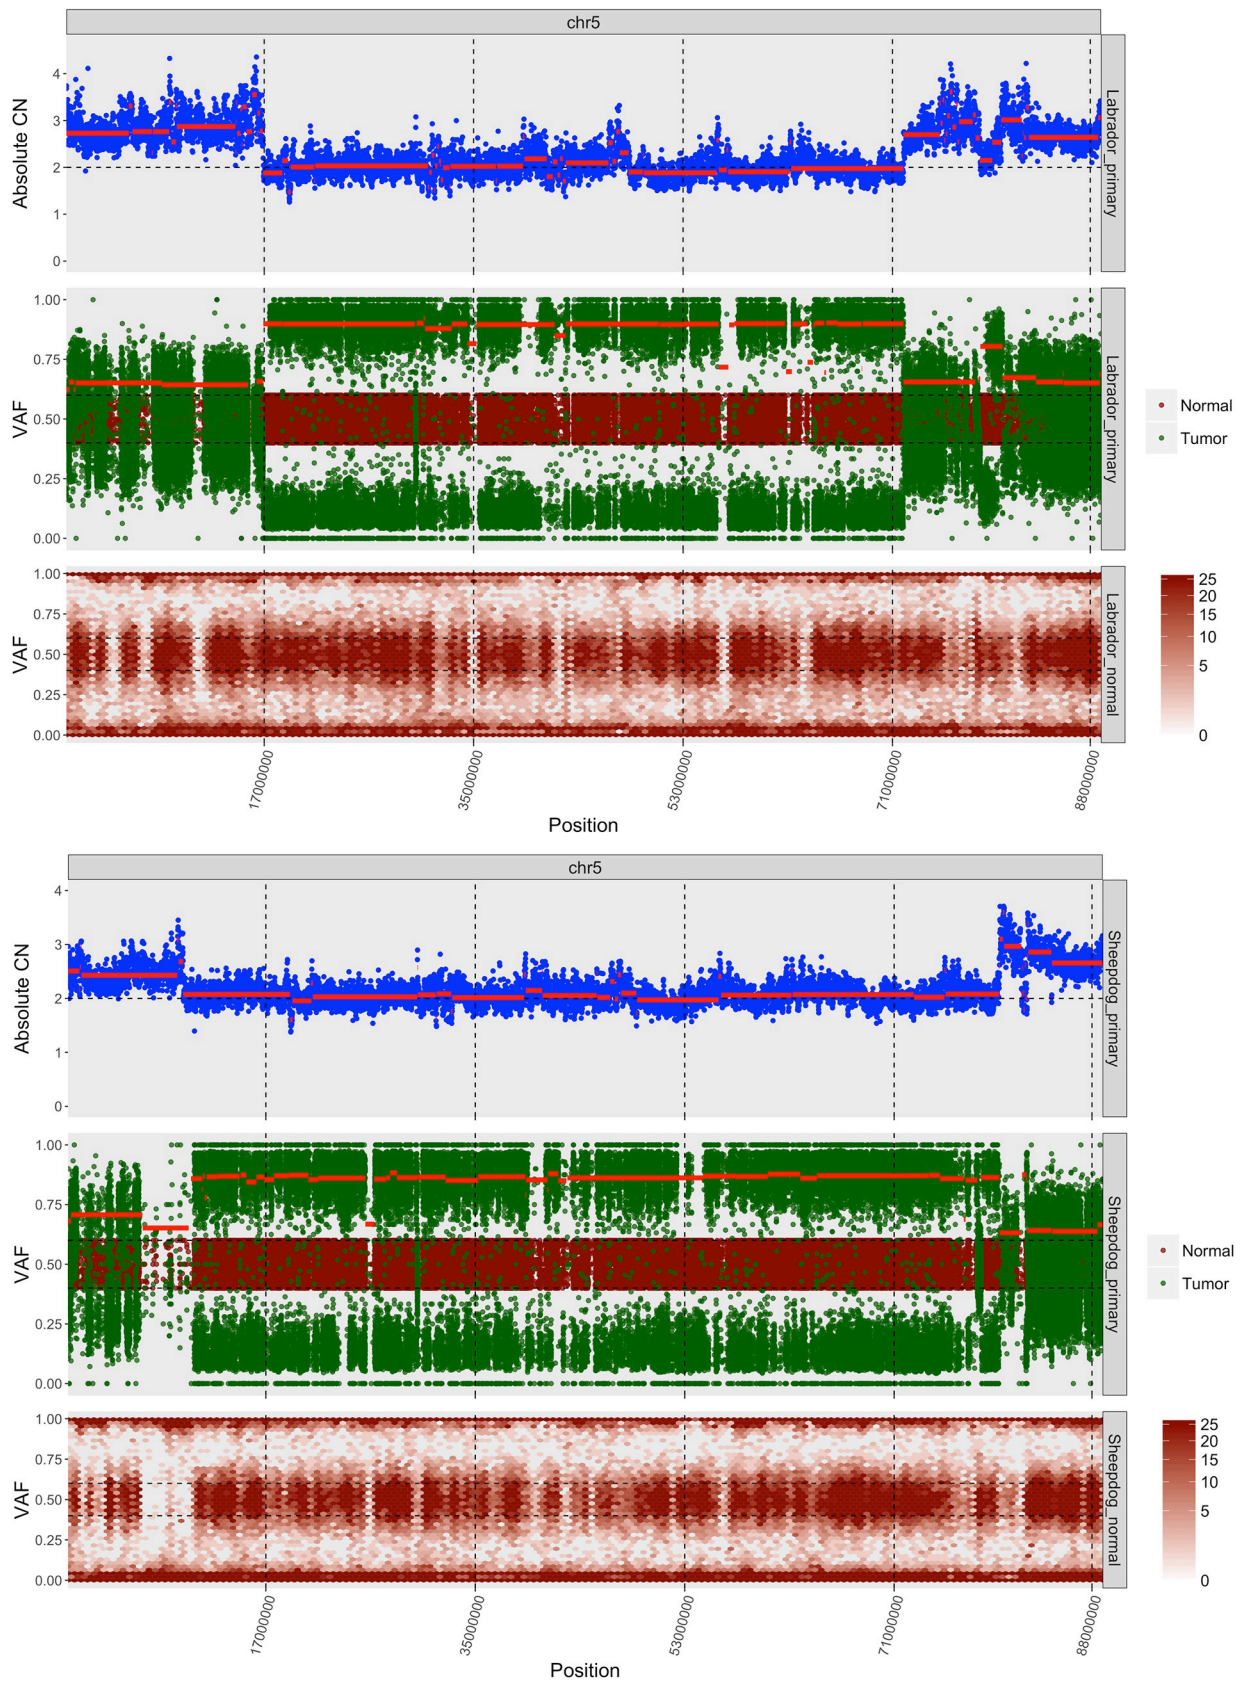 chr5
4
3
2
1
0
Absolute CN
Labrador_primary
1.00
0.75
0.50
0.25
0.00
VAF
Labrador_primary
Normal
Tumor
1.00
0.75
0.50
0.25
0.00
VAF
Labrador_normal
25
20
15
10
5
0
17000000
35000000
53000000
71000000
88000000
Position
chr5
4
3
2
1
0
Absolute CN
Sheepdog_primary
1.00
0.75
0.50
0.25
0.00
VAF
Sheepdog_primary
Normal
Tumor
1.00
0.75
0.50
0.25
0.00
VAF
Sheepdog_normal
25
20
15
10
5
0
17000000
35000000
53000000
71000000
88000000
Position